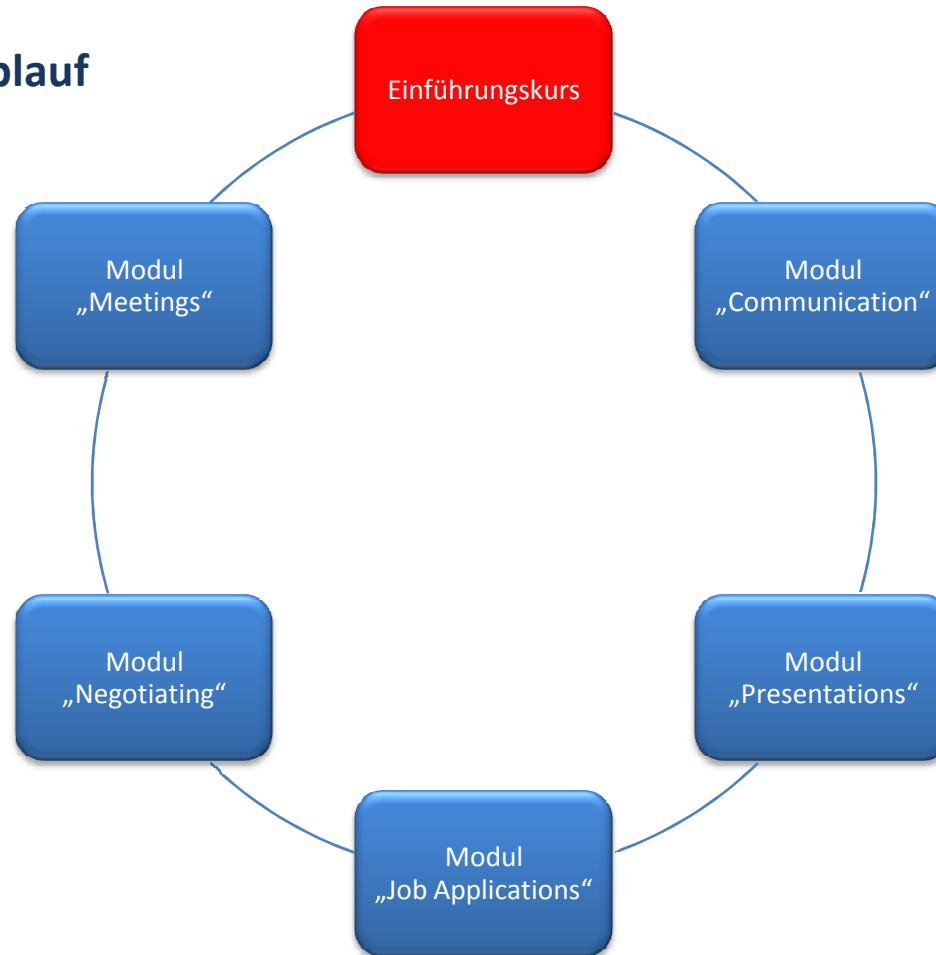 blauf
Einführungskurs
Modul
„Communication“
Modul
„Presentations“
Modul
„Job Applications“
Modul
„Negotiating“
Modul
„Meetings“